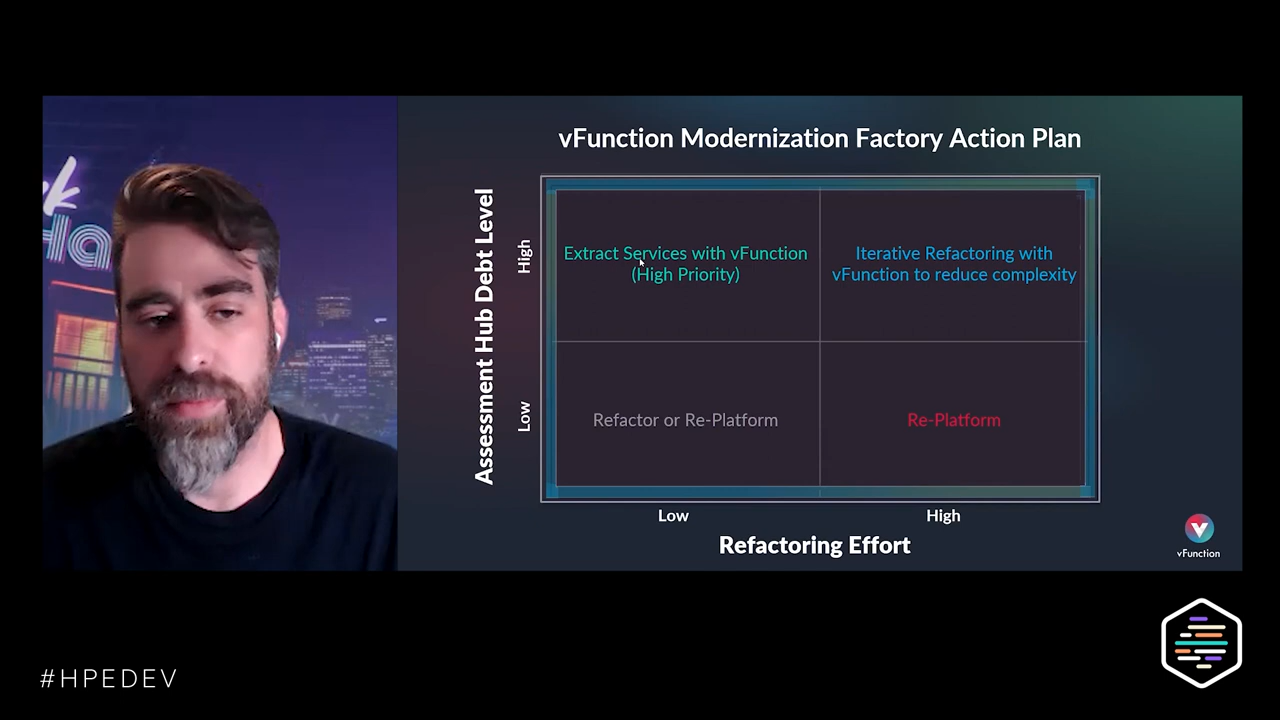 vFunction Modernization Factory Action Plan
Assessment Hub Debt Level
High
Low
Extract Services with vFunction
(High Priority)
Iterative Refactoring with
vFunction to reduce complexity
Refactor or Re-Platform
Re-Platform
Low
High
Refactoring Effort
vFunction
#HPEDEV